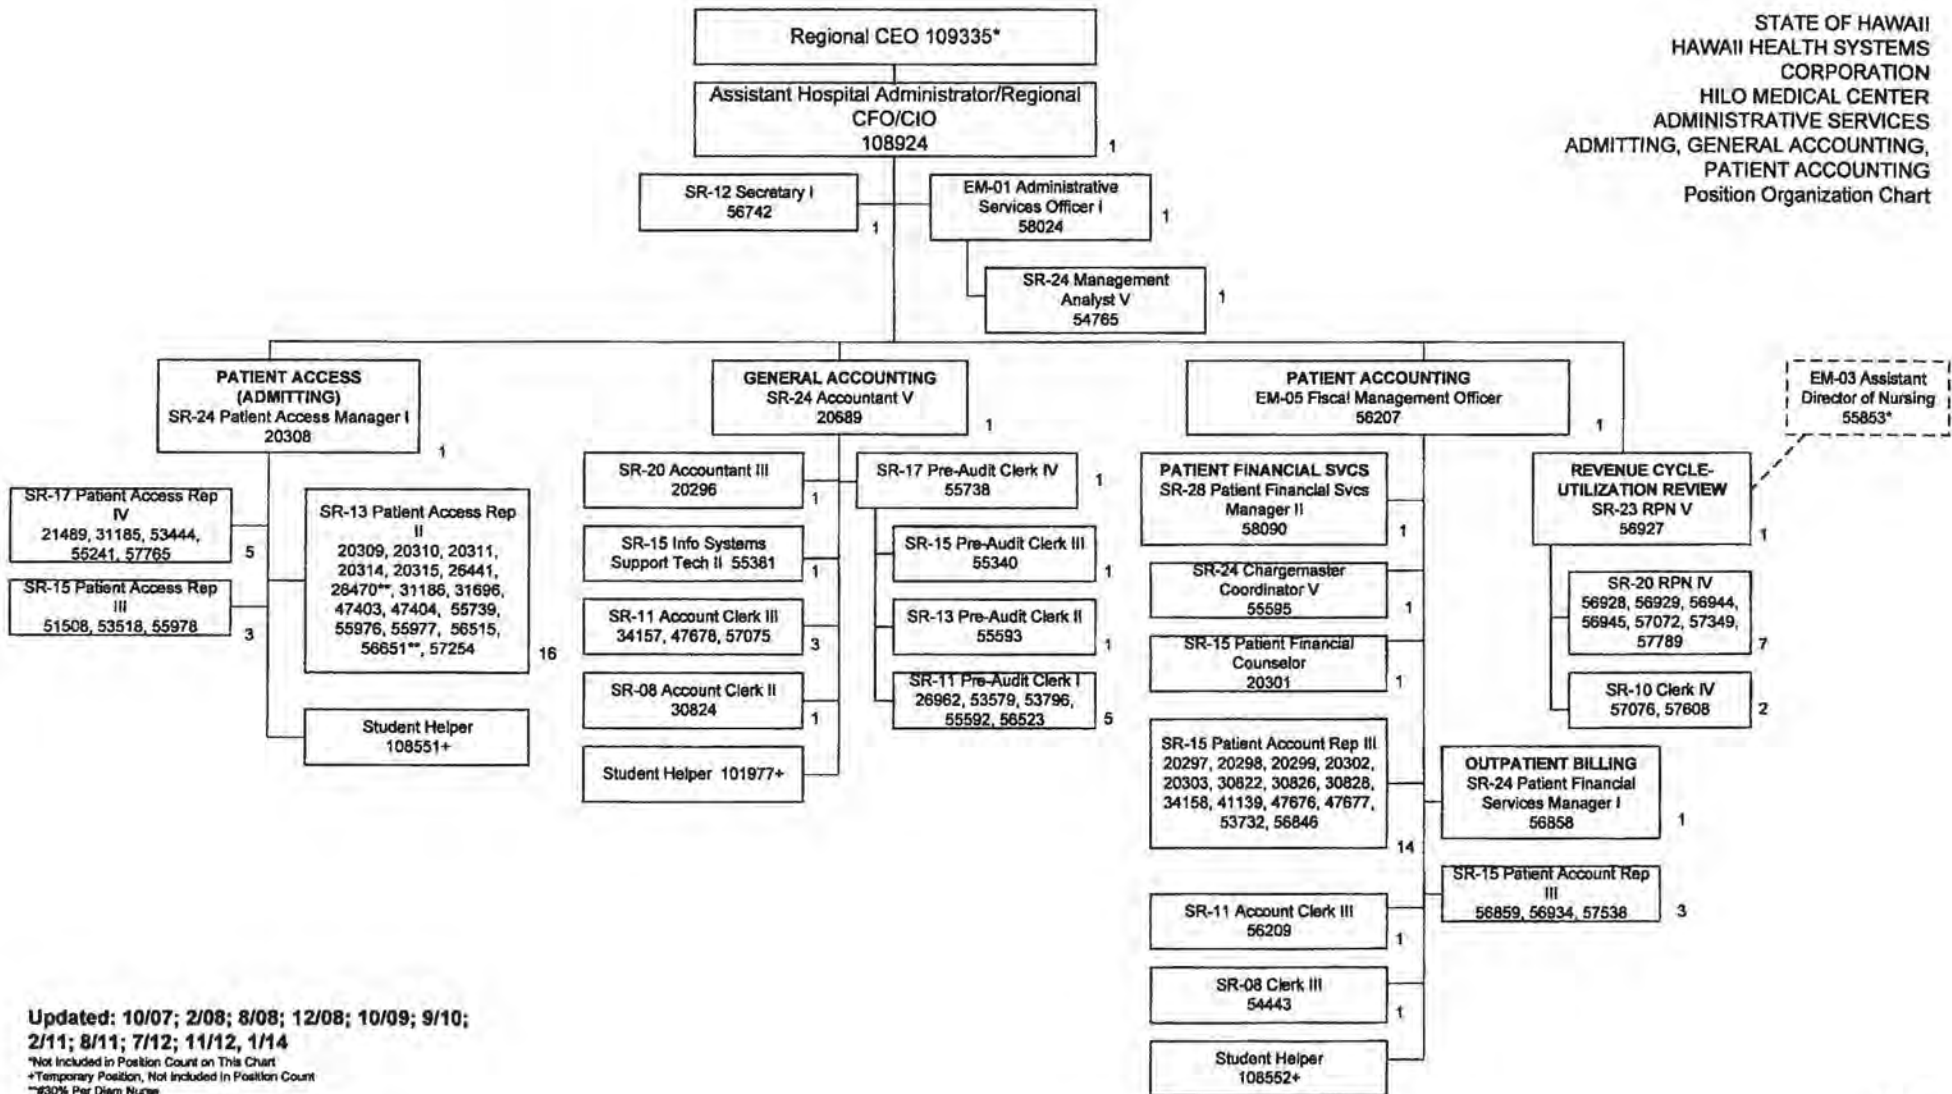 STATE OF HAWAII
HAWAII HEALTH SYSTEMS
CORPORATION
HILO MEDICAL CENTER
ADMINISTRATIVE SERVICES
ADMITTING, GENERAL ACCOUNTING,
PATIENT ACCOUNTING
Position Organization Chart
Regional CEO 109335*
Assistant Hospital Administrator/Regional
CFO/CIO
108924
1
SR-12 Secretary I
56742
1
EM-01 Administrative
Services Officer I
58024
1
SR-24 Management
Analyst V
54765
1
PATIENT ACCESS
(ADMITTING)
SR-24 Patient Access Manager I
20308
1
SR-17 Patient Access Rep
IV
21489, 31185, 53444,
55241, 57765
5
SR-15 Patient Access Rep
III
51508, 53518, 55978
3
SR-13 Patient Access Rep
II
20309, 20310, 20311,
20314, 20315, 26441,
28470**, 31186, 31696,
47403, 47404, 55739,
55976, 55977, 56515,
56651**, 57254
16
Student Helper
108551+
GENERAL ACCOUNTING
SR-24 Accountant V
20689
1
SR-20 Accountant III
20296
1
SR-15 Info Systems
Support Tech II 55381
1
SR-11 Account Clerk III
34157, 47678, 57075
3
SR-08 Account Clerk II
30824
1
Student Helper 101977+
SR-17 Pre-Audit Clerk IV
55738
1
SR-15 Pre-Audit Clerk III
55340
1
SR-13 Pre-Audit Clerk II
55593
1
SR-11 Pre-Audit Clerk I
26962, 53579, 53796,
55592, 56523
5
PATIENT ACCOUNTING
EM-05 Fiscal Management Officer
56207
1
PATIENT FINANCIAL SVCS
SR-28 Patient Financial Svcs
Manager II
58090
1
SR-24 Chargemaster
Coordinator V
55595
1
SR-15 Patient Financial
Counselor
20301
1
SR-15 Patient Account Rep III
20297, 20298, 20299, 20302,
20303, 30822, 30826, 30828,
34158, 41139, 47676, 47677,
53732, 56846
14
SR-11 Account Clerk III
56209
1
SR-08 Clerk III
54443
1
Student Helper
108552+
OUTPATIENT BILLING
SR-24 Patient Financial
Services Manager I
56858
1
SR-15 Patient Account Rep
III
56859, 56934, 57538
3
EM-03 Assistant
Director of Nursing
55853*
REVENUE CYCLE-
UTILIZATION REVIEW
SR-23 RPN V
56927
1
SR-20 RPN IV
56928, 56929, 56944,
56945, 57072, 57349,
57789
7
SR-10 Clerk IV
57076, 57608
2
Updated: 10/07; 2/08; 8/08; 12/08; 10/09; 9/10;
2/11; 8/11; 7/12; 11/12, 1/14
*Not Included in Position Count on This Chart
+Temporary Position, Not Included in Position Count
Per Diem Nurse